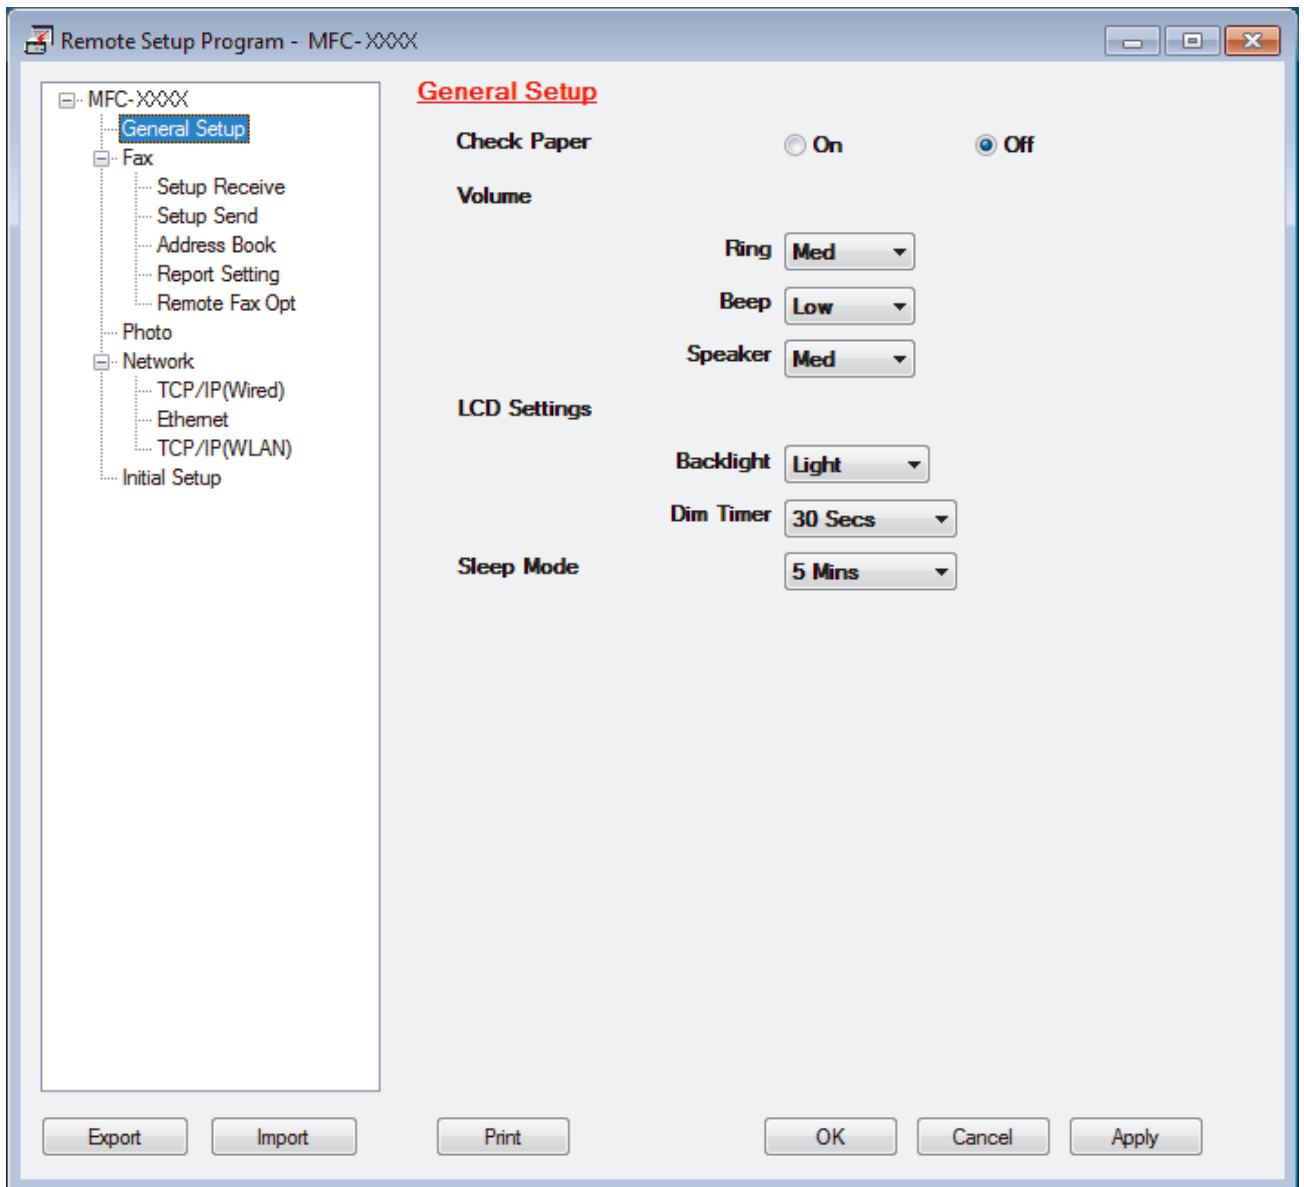 Remote Setup Program - MFC-XXXX
MFC-XXXX
General Setup
Fax
Setup Receive
Setup Send
Address Book
Report Setting
Remote Fax Opt
Photo
Network
TCP/IP(Wired)
Ethernet
TCP/IP(WLAN)
Initial Setup
General Setup
Check Paper On Off
Volume
Ring Med
Beep Low
Speaker Med
LCD Settings
Backlight Light
Dim Timer 30 Secs
Sleep Mode 5 Mins
Export Import Print OK Cancel Apply